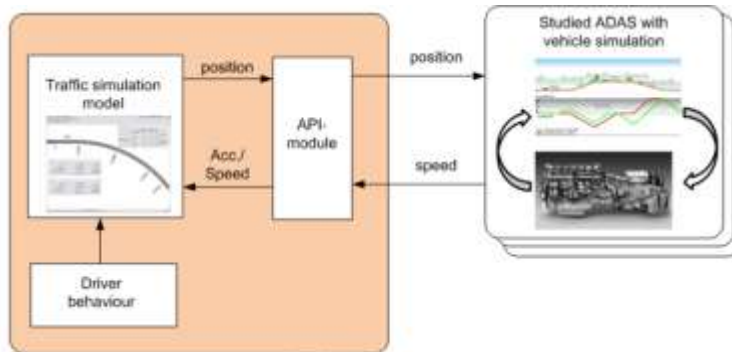 Traffic simulation
model
position
API-
module
Acc./
Speed
Driver
behaviour
position
speed
Studied ADAS with
vehicle simulation